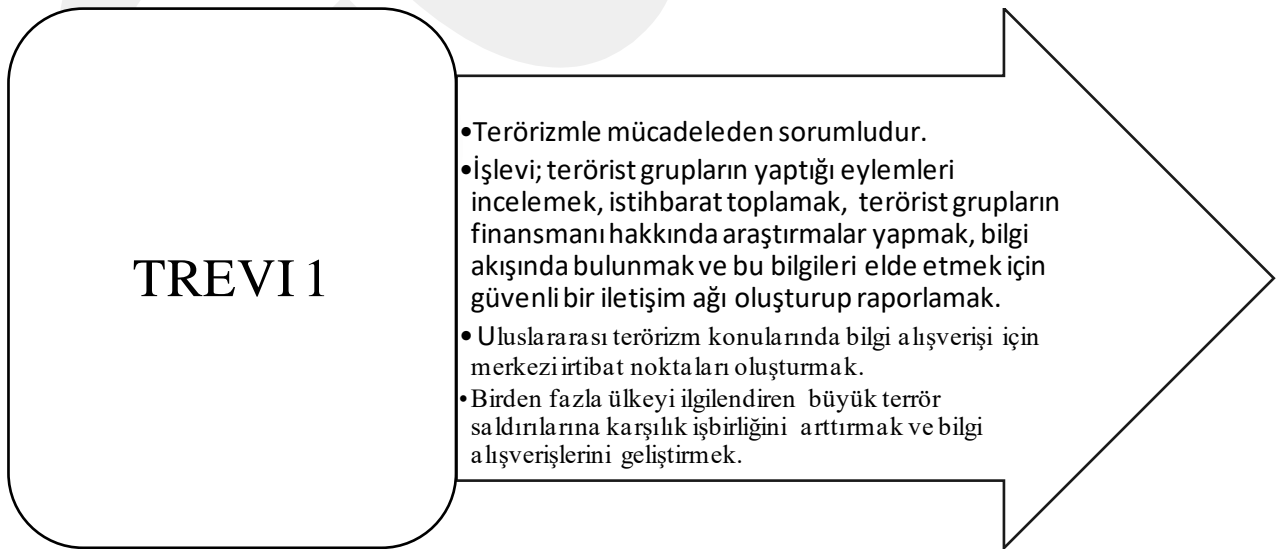 TREVI 1
•Terörizmle mücadeleden sorumludur.
•İşlevi; terörist grupların yaptığı eylemleri
incelemek, istihbarat toplamak, terörist grupların
finansmanı hakkında araştırmalar yapmak, bilgi
akışında bulunmak ve bu bilgileri elde etmek için
güvenli bir iletişim ağı oluşturup raporlamak.
• Uluslararası terörizm konularında bilgi alışverişi için
merkezi irtibat noktaları oluşturmak.
•Birden fazla ülkeyi ilgilendiren büyük terrör
saldırılarına karşılık işbirliğini arttırmak ve bilgi
alışverişlerini geliştirmek.